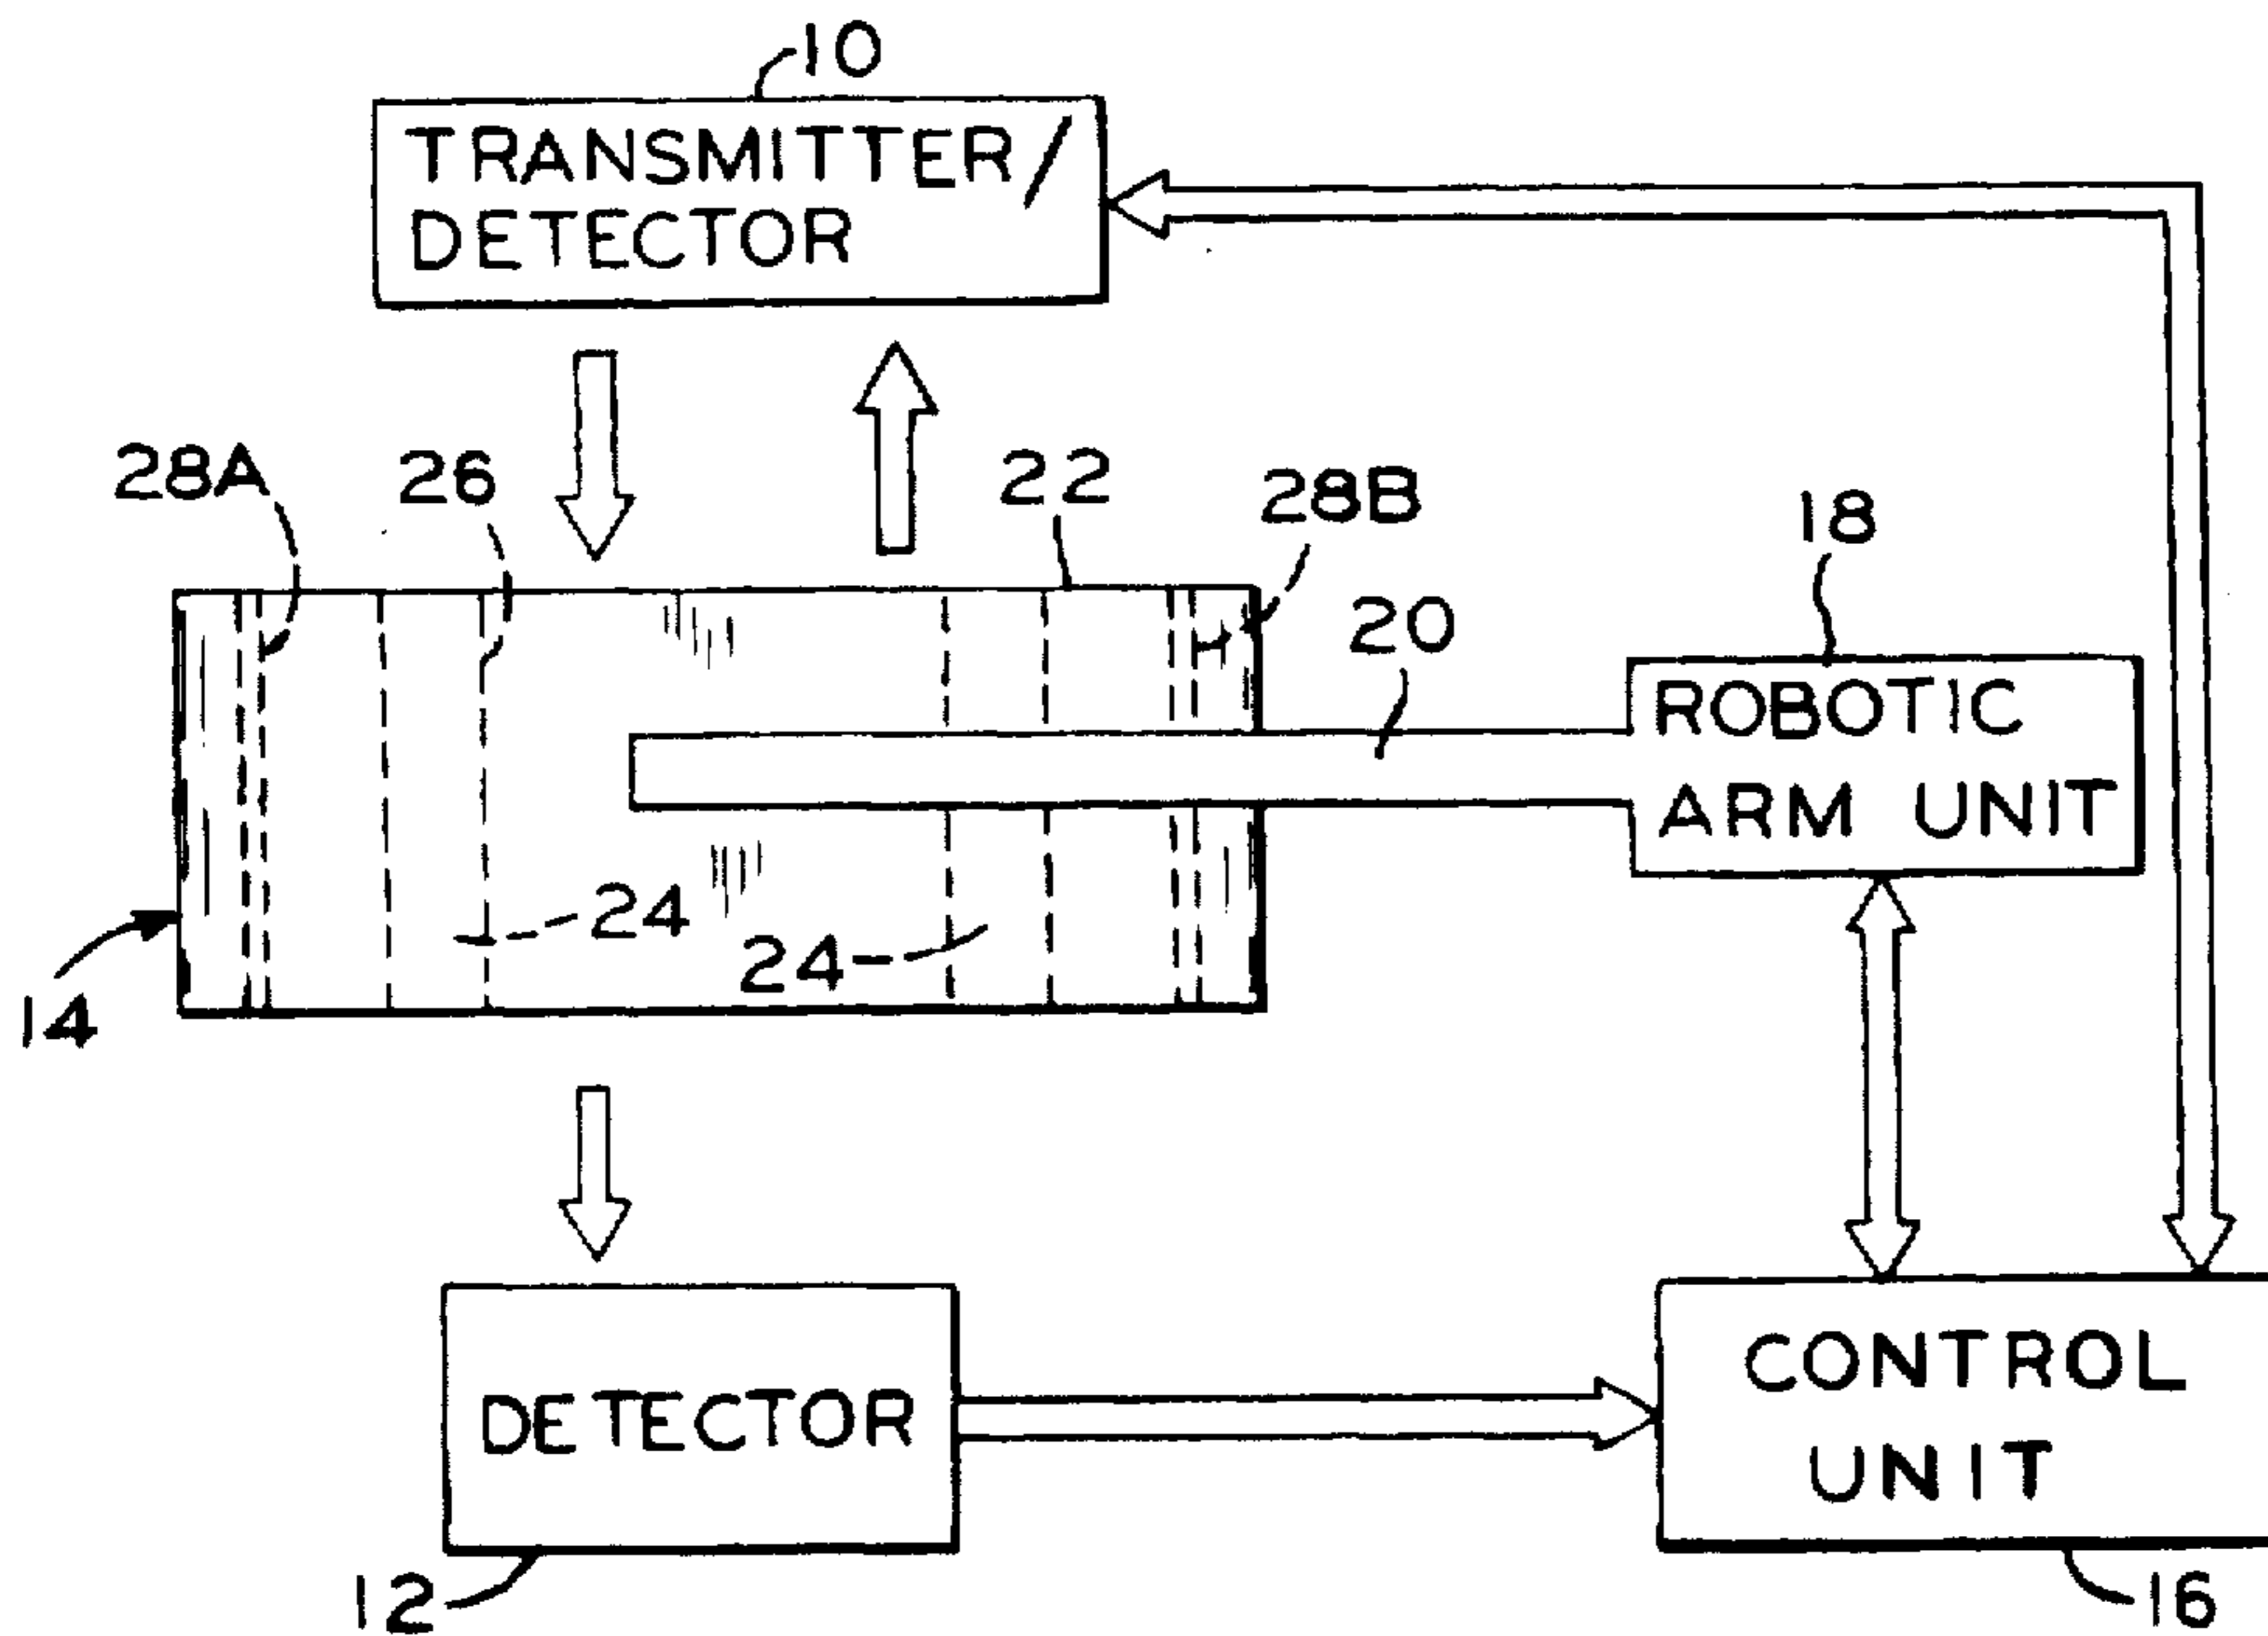 10
TRANSMITTER/
DETECTOR
28A
26
22
28B
18
20
ROBOTIC
ARM UNIT
24
24
14
CONTROL
UNIT
DETECTOR
12
16